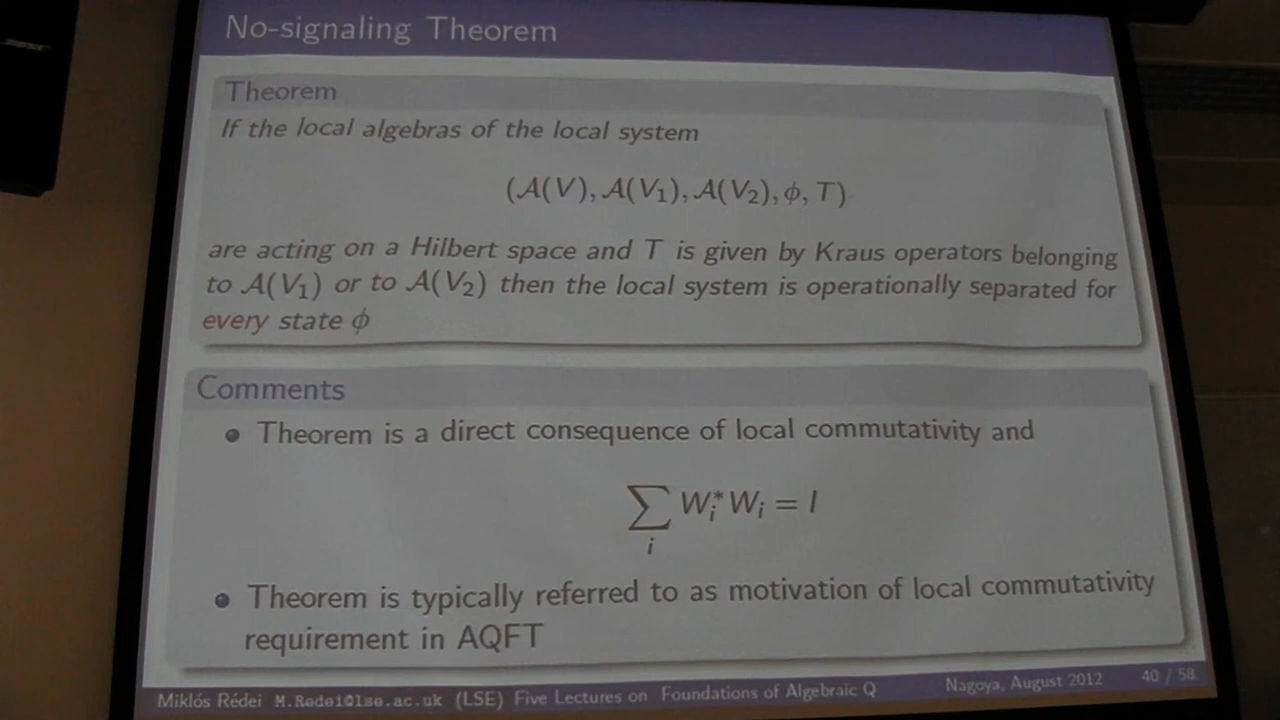 No-signaling Theorem
Theorem
If the local algebras of the local system
(𝒜(V), 𝒜(V₁), 𝒜(V₂), ϕ, T)
are acting on a Hilbert space and T is given by Kraus operators belonging
to 𝒜(V₁) or to 𝒜(V₂) then the local system is operationally separated for
every state ϕ
Comments
• Theorem is a direct consequence of local commutativity and
∑ᵢ Wᵢ* Wᵢ = I
• Theorem is typically referred to as motivation of local commutativity
requirement in AQFT
Miklós Rédei M.Redei@lse.ac.uk (LSE) Five Lectures on Foundations of Algebraic Q Nagoya, August 2012 40 / 58